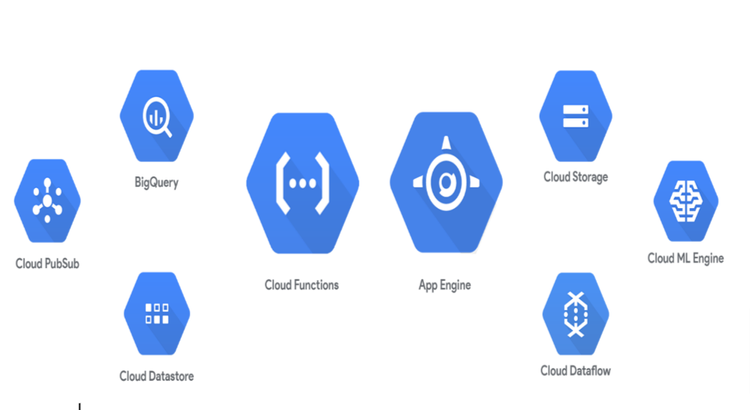 BigQuery
Cloud Storage
Cloud PubSub
Cloud ML Engine
Cloud Functions
App Engine
Cloud Datastore
Cloud Dataflow